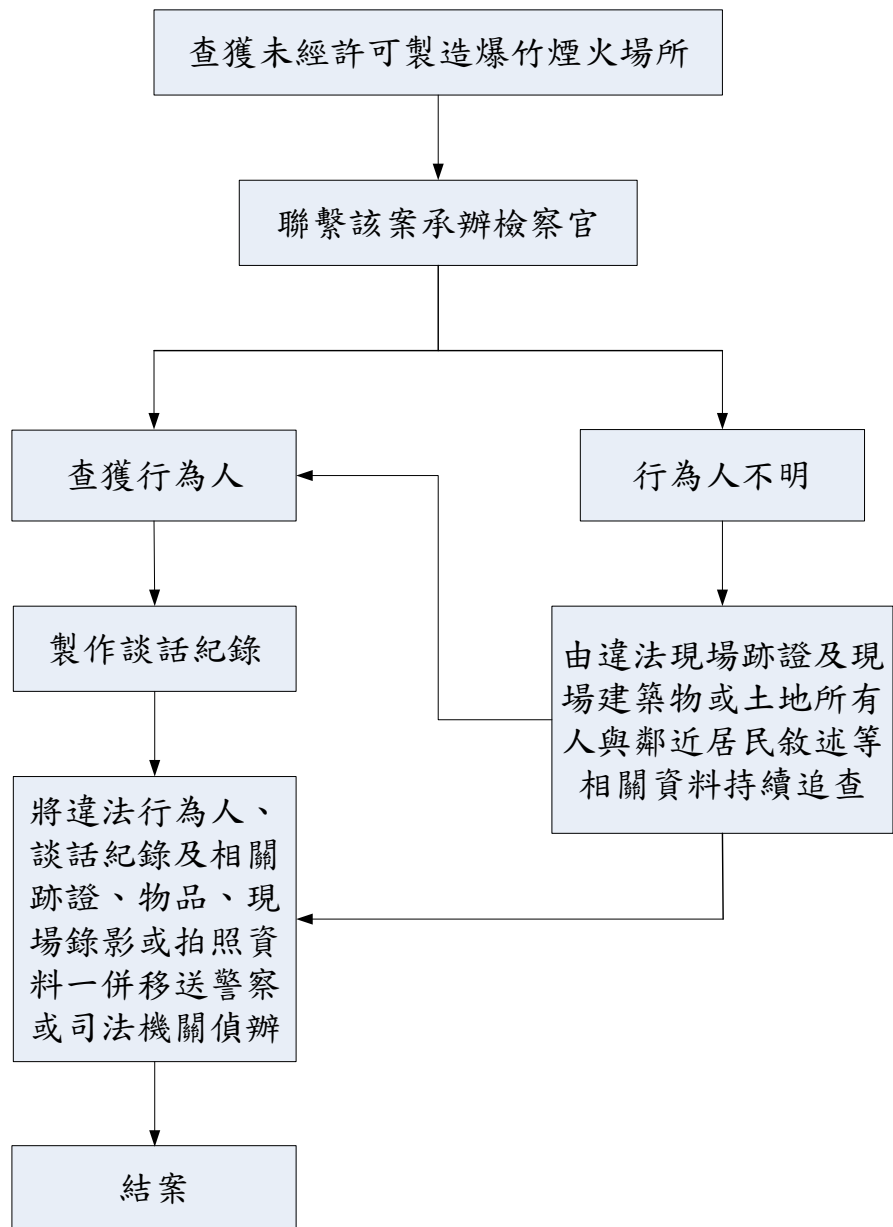 查獲未經許可製造爆竹煙火場所
聯繫該案承辦檢察官
查獲行為人
行為人不明
製作談話紀錄
由違法現場跡證及現
場建築物或土地所有
人與鄰近居民敘述等
相關資料持續追查
將違法行為人、
談話紀錄及相關
跡證、物品、現
場錄影或拍照資
料一併移送警察
或司法機關偵辦
結案